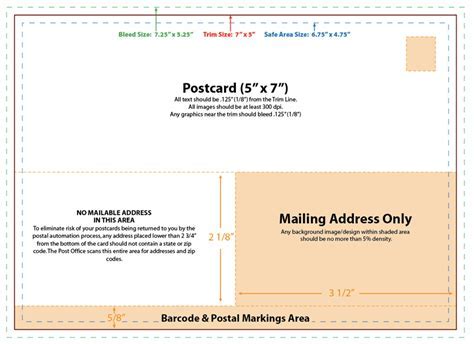 Bleed Size: 7.25" x 5.25" Trim Size: 7" x 5" Safe Area Size: 6.75" x 4.75"
Postcard (5" x 7")
All text should be .125"(1/8") from the Trim Line.
All images should be at least 300 dpi.
Any graphics near the trim should bleed .125"(1/8")
NO MAILABLE ADDRESS
IN THIS AREA
To eliminate risk of your postcards being returned to you by the
postal automation process, any address placed lower than 2 3/4"
from the bottom of the card should not contain a state or zip
code. The Post Office scans this entire area for addresses and zip
codes.
2 1/8"
Mailing Address Only
Any background image/design within shaded area
should be no more than 5% density.
3 1/2"
5/8"
Barcode & Postal Markings Area